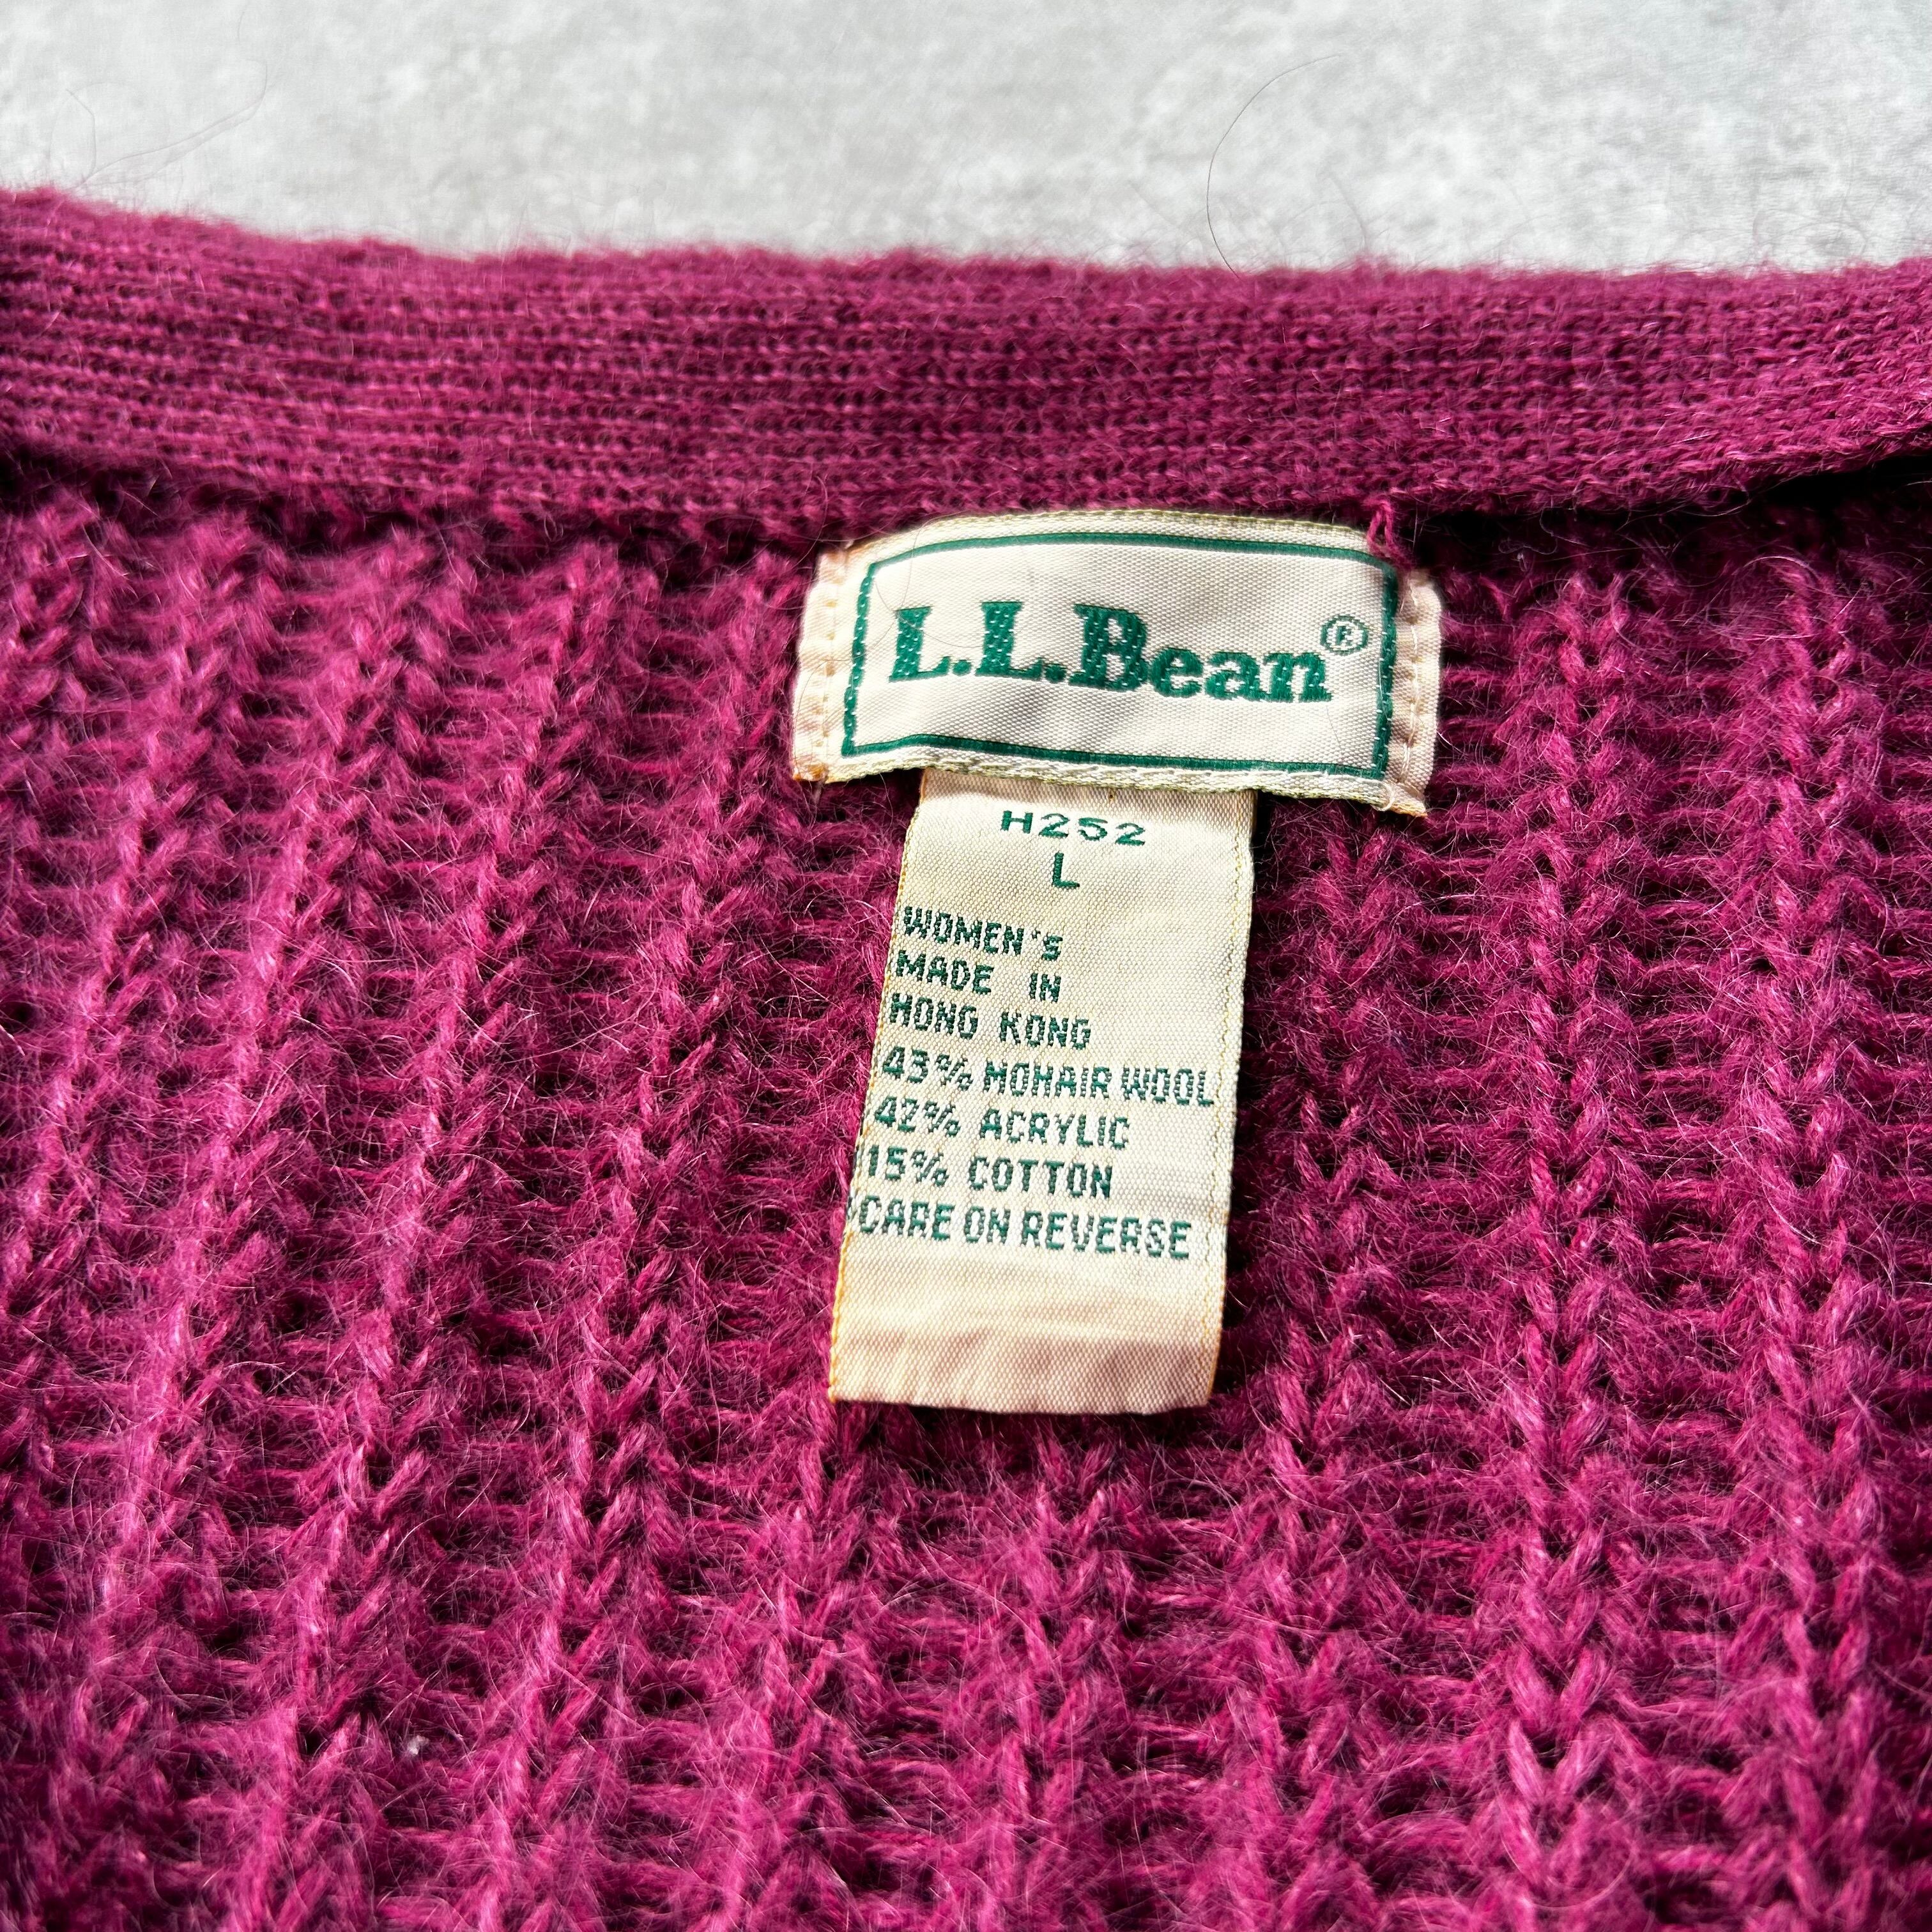 L.L.Bean®
H252
L
WOMEN's
MADE IN
HONG KONG
43% MOHAIR WOOL
42% ACRYLIC
15% COTTON
CARE ON REVERSE